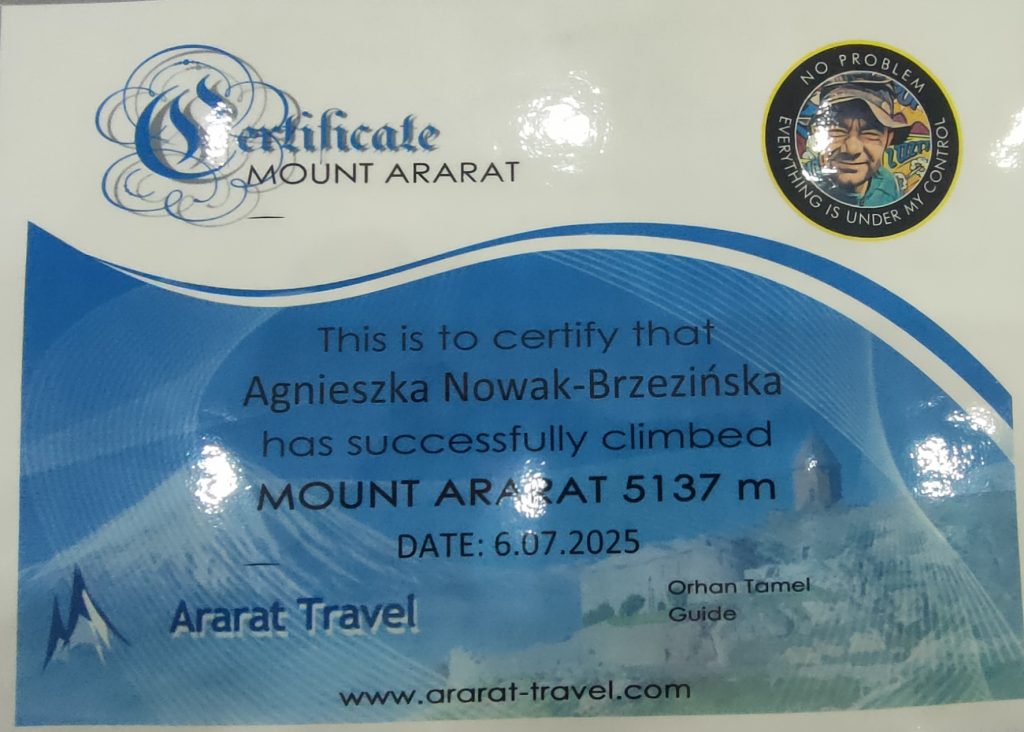 Certificate
MOUNT ARARAT
NO PROBLEM
EVERYTHING IS UNDER MY CONTROL
This is to certify that
Agnieszka Nowak-Brzezińska
has successfully climbed
MOUNT ARARAT 5137 m
DATE: 6.07.2025
Orhan Tamel
Guide
Ararat Travel
www.ararat-travel.com